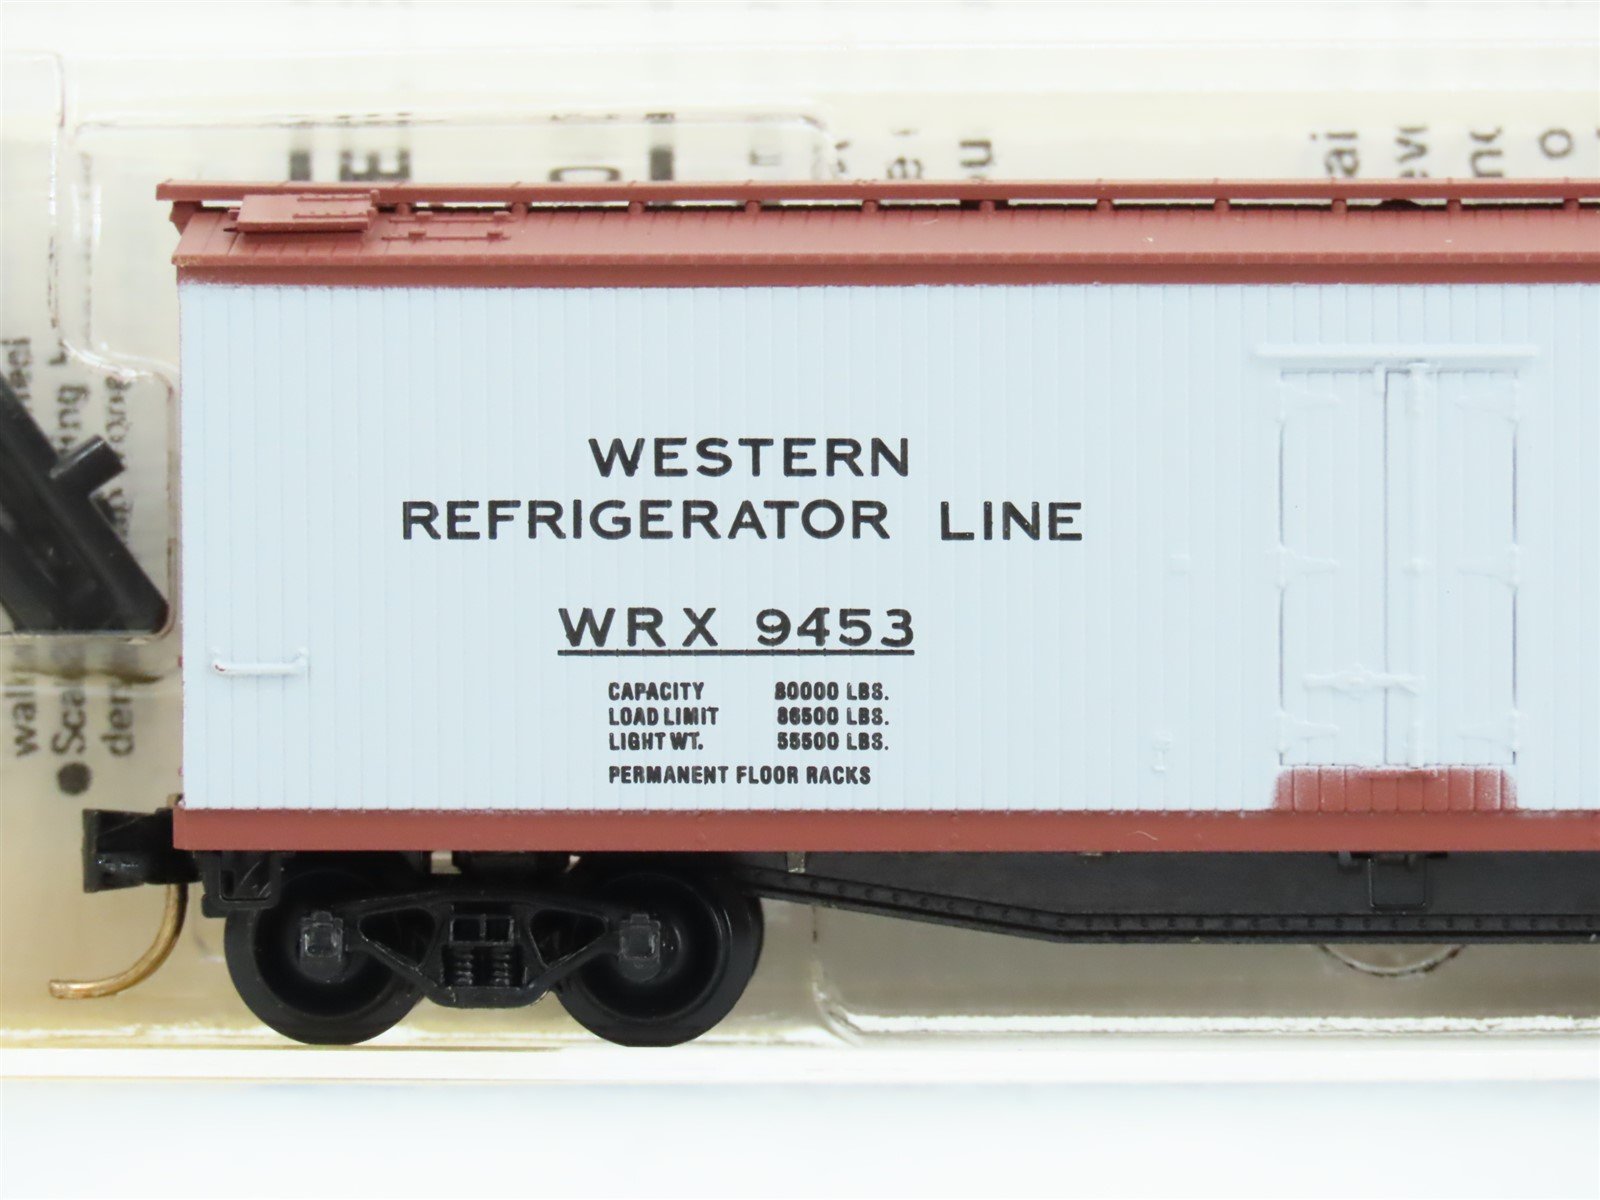 WESTERN
REFRIGERATOR LINE
WRX 9453
CAPACITY 80000 LBS.
LOAD LIMIT 86500 LBS.
LIGHT WT. 55500 LBS.
PERMANENT FLOOR RACKS